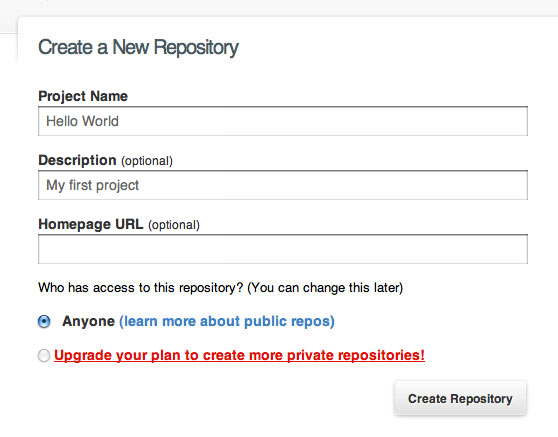 Create a New Repository
Project Name
Hello World
Description (optional)
My first project
Homepage URL (optional)
Who has access to this repository? (You can change this later)
Anyone (learn more about public repos)
Upgrade your plan to create more private repositories!
Create Repository